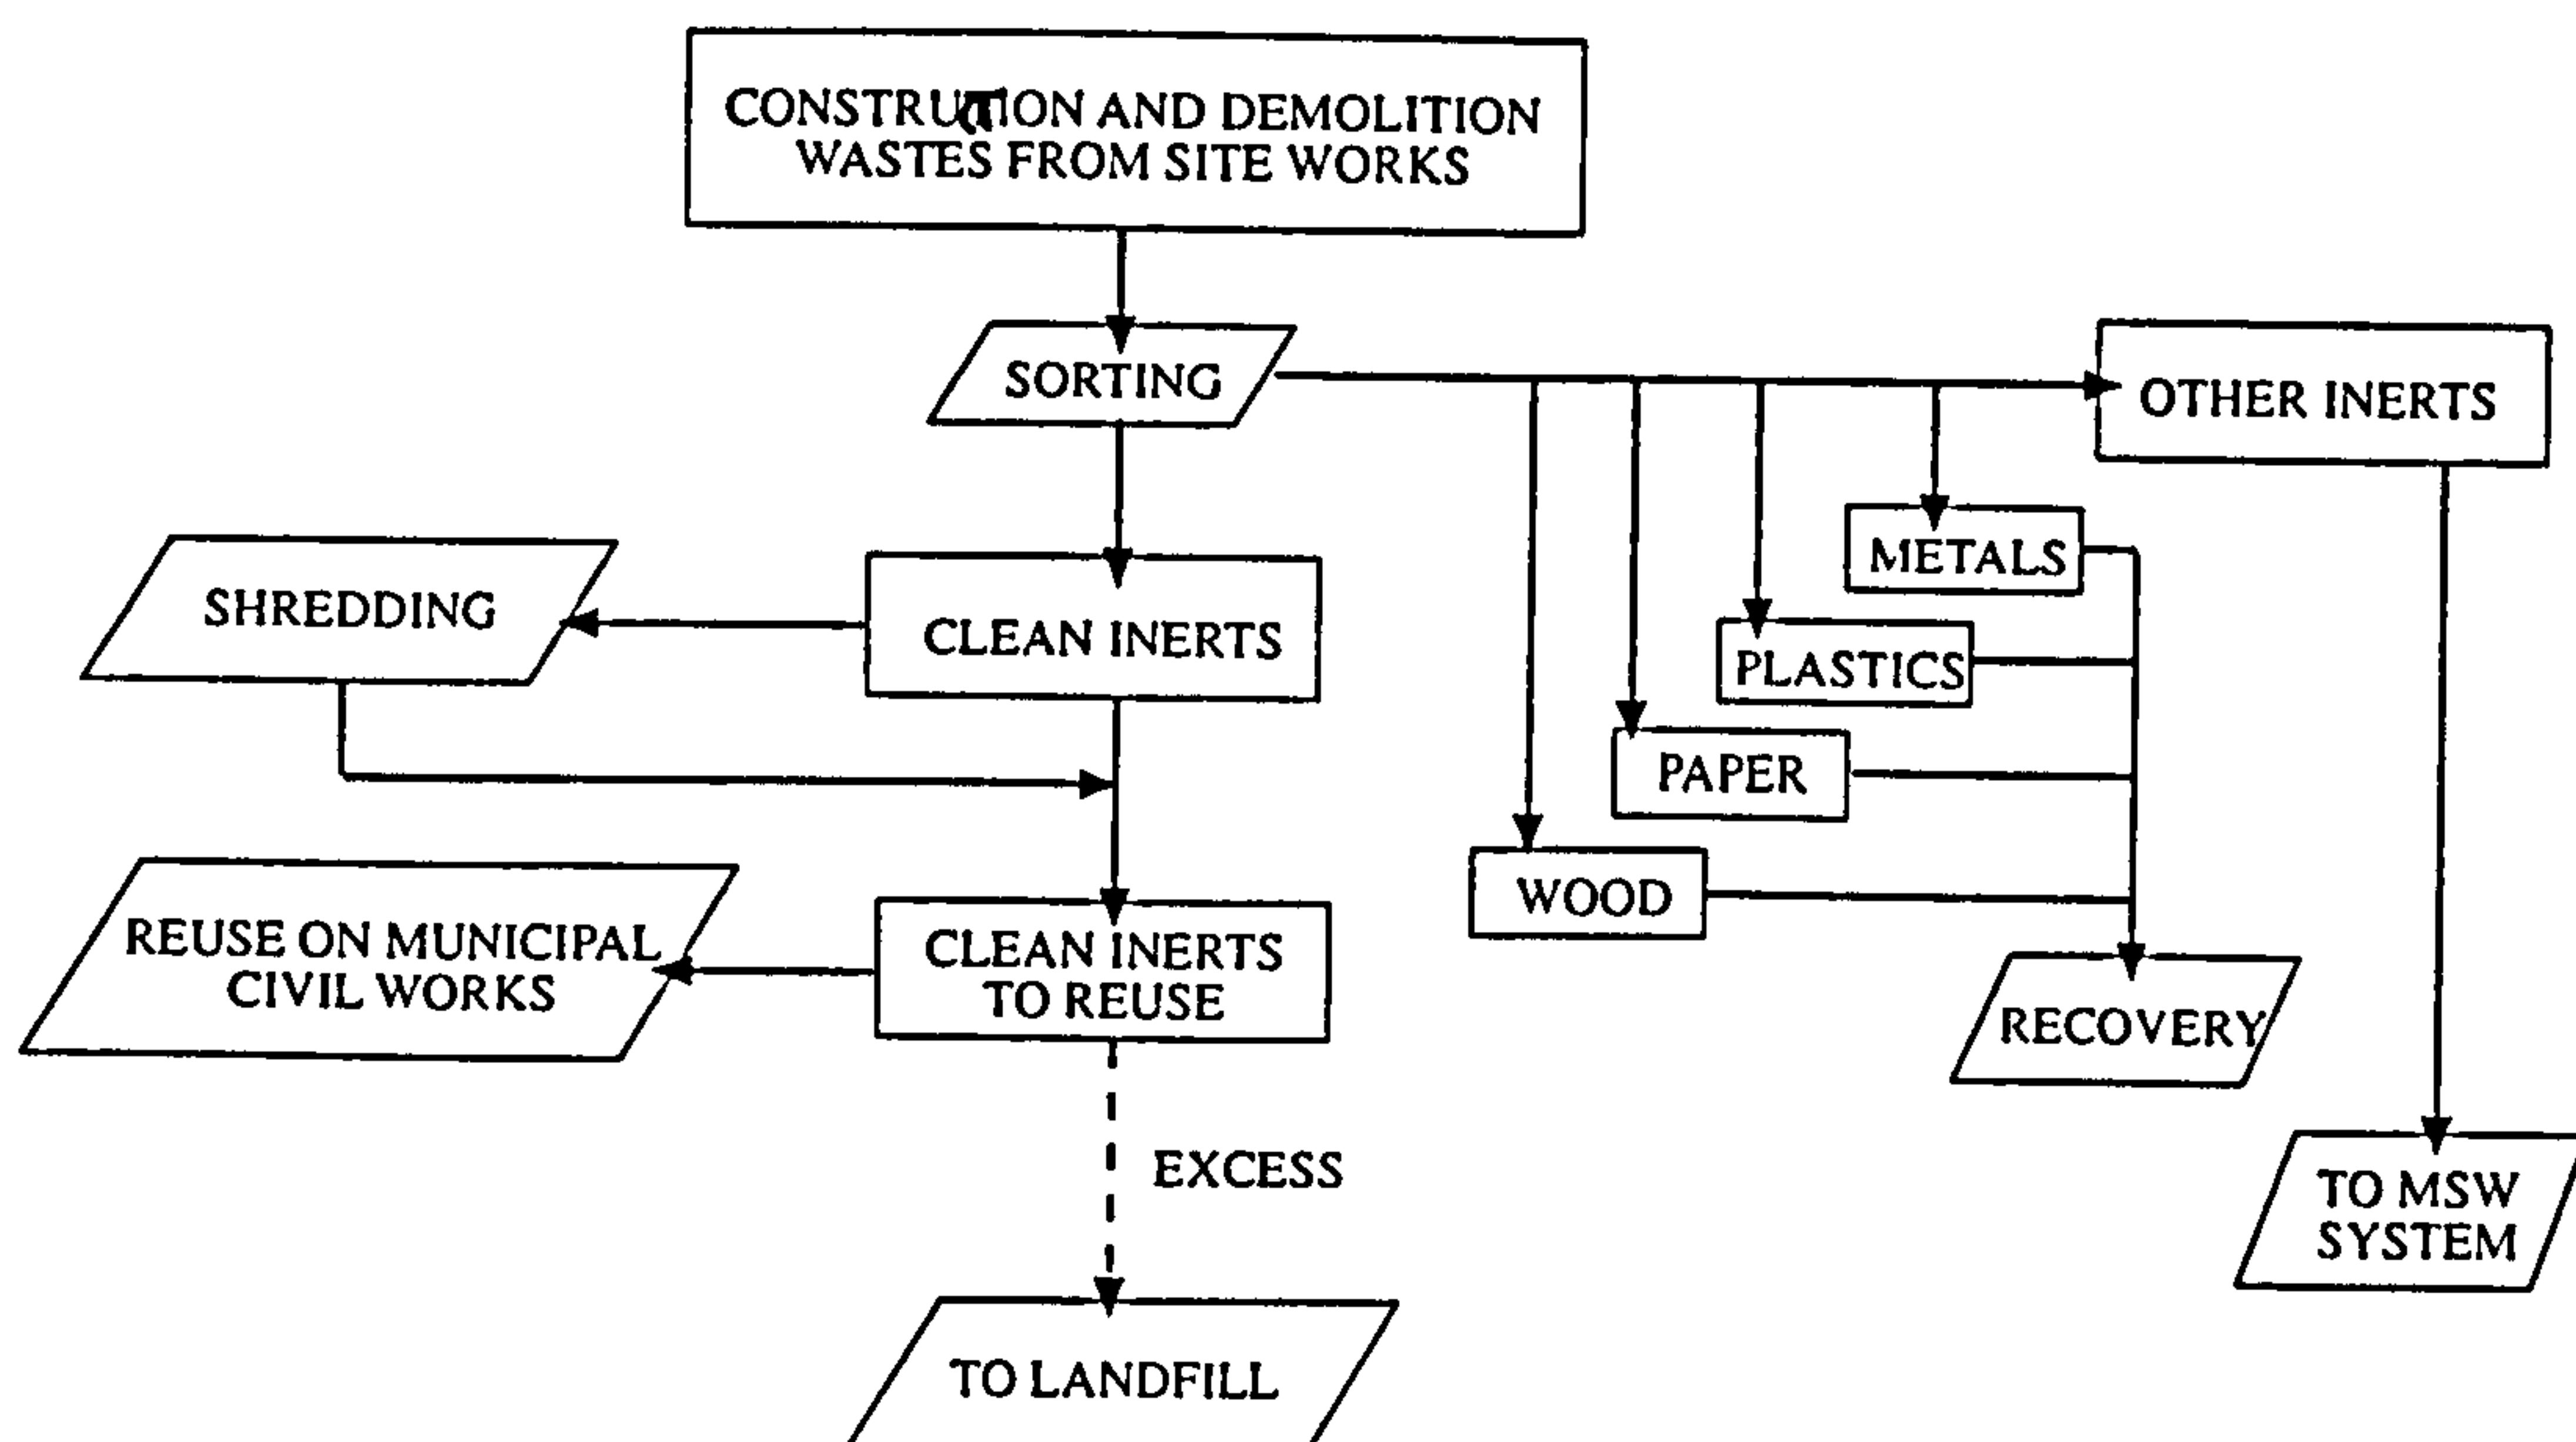 CONSTRUCTION AND DEMOLITION
WASTES FROM SITE WORKS
SORTING
OTHER INERTS
METALS
SHREDDING
CLEAN INERTS
PLASTICS
PAPER
WOOD
REUSE ON MUNICIPAL
CIVIL WORKS
CLEAN INERTS
TO REUSE
RECOVERY
EXCESS
TO MSW
SYSTEM
TO LANDFILL